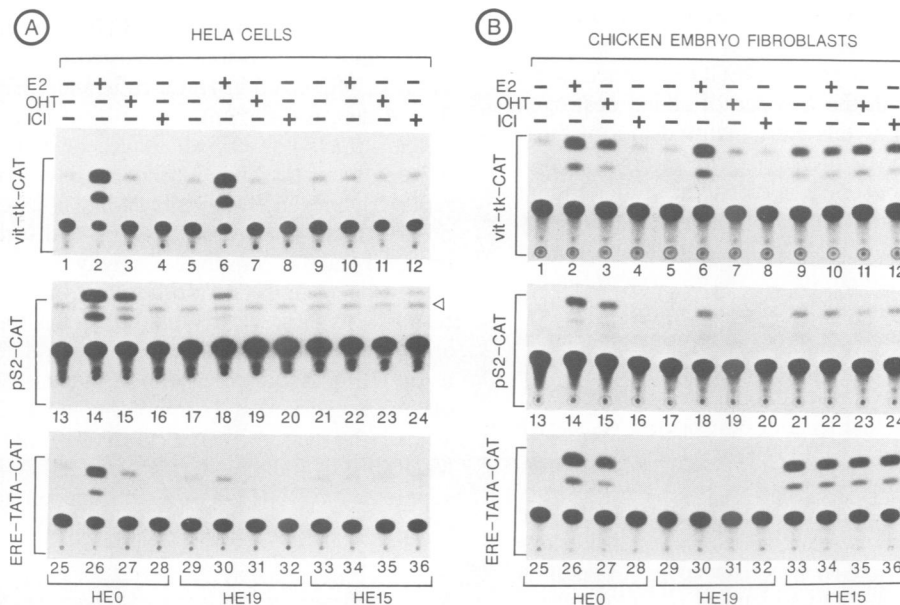 A
HELA CELLS
E2 − + − − − + − − − + − −
OHT − − + − − − + − − − + −
ICI − − − + − − − + − − − +
vit-tk-CAT
1 2 3 4 5 6 7 8 9 10 11 12
pS2-CAT
13 14 15 16 17 18 19 20 21 22 23 24
ERE-TATA-CAT
25 26 27 28 29 30 31 32 33 34 35 36
HE0 HE19 HE15
B
CHICKEN EMBRYO FIBROBLASTS
E2 − + − − − + − − − + − −
OHT − − + − − − + − − − + −
ICI − − − + − − − + − − − +
vit-tk-CAT
1 2 3 4 5 6 7 8 9 10 11 12
pS2-CAT
13 14 15 16 17 18 19 20 21 22 23 24
ERE-TATA-CAT
25 26 27 28 29 30 31 32 33 34 35 36
HE0 HE19 HE15